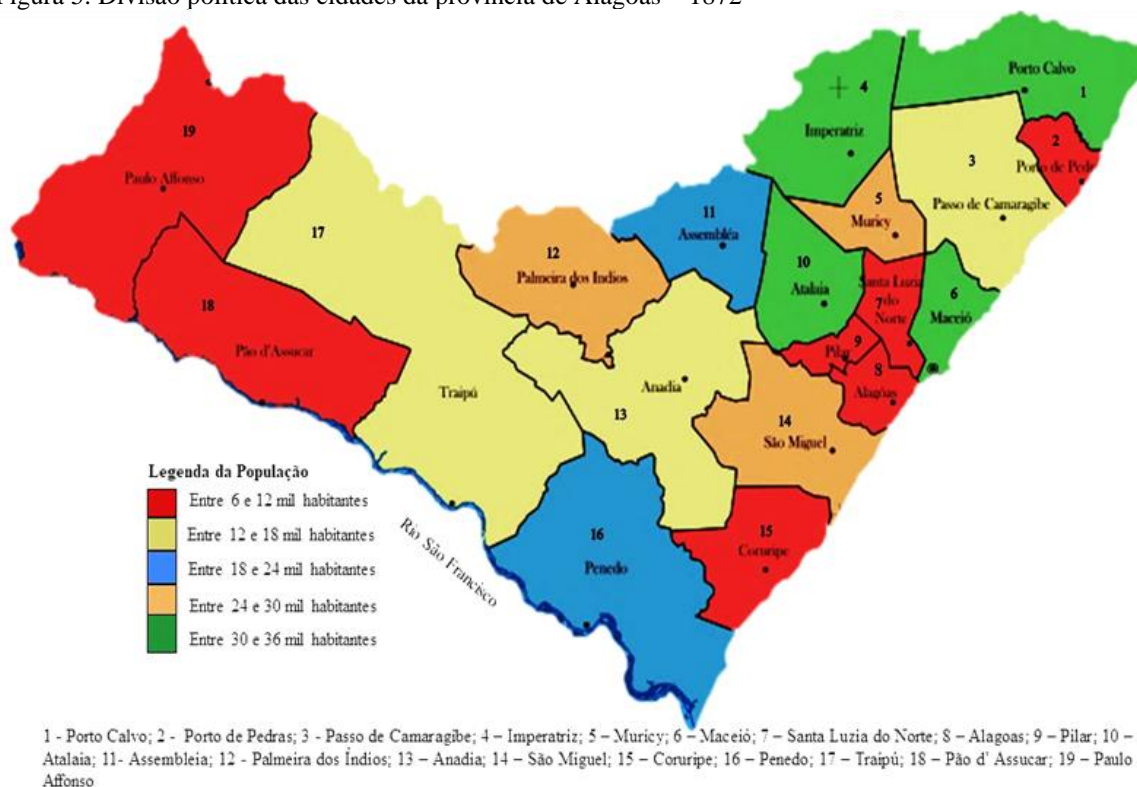 Figura 3. Divisão política das cidades da província de Alagoas – 1872
Porto Calvo
1
4
Imperatriz
2
Porto de Pedr
3
Passo de Camaragibe
5
Muricy
19
Paulo Affonso
17
11
Assembléa
12
Palmeira dos Indios
10
Atalaia
Santa Luzia
do
7
Norte
6
Maceió
9
Pilar
8
Alagoas
18
Pão d'Assucar
Traipú
Anadia
13
14
São Miguel
15
Coruripe
16
Penedo
Rio São Francisco
Legenda da População
Entre 6 e 12 mil habitantes
Entre 12 e 18 mil habitantes
Entre 18 e 24 mil habitantes
Entre 24 e 30 mil habitantes
Entre 30 e 36 mil habitantes
1 - Porto Calvo; 2 - Porto de Pedras; 3 - Passo de Camaragibe; 4 – Imperatriz; 5 – Muricy; 6 – Maceió; 7 – Santa Luzia do Norte; 8 – Alagoas; 9 – Pilar; 10 –
Atalaia; 11- Assembleia; 12 - Palmeira dos Índios; 13 – Anadia; 14 – São Miguel; 15 – Coruripe; 16 – Penedo; 17 – Traipú; 18 – Pão d' Assucar; 19 – Paulo
Affonso